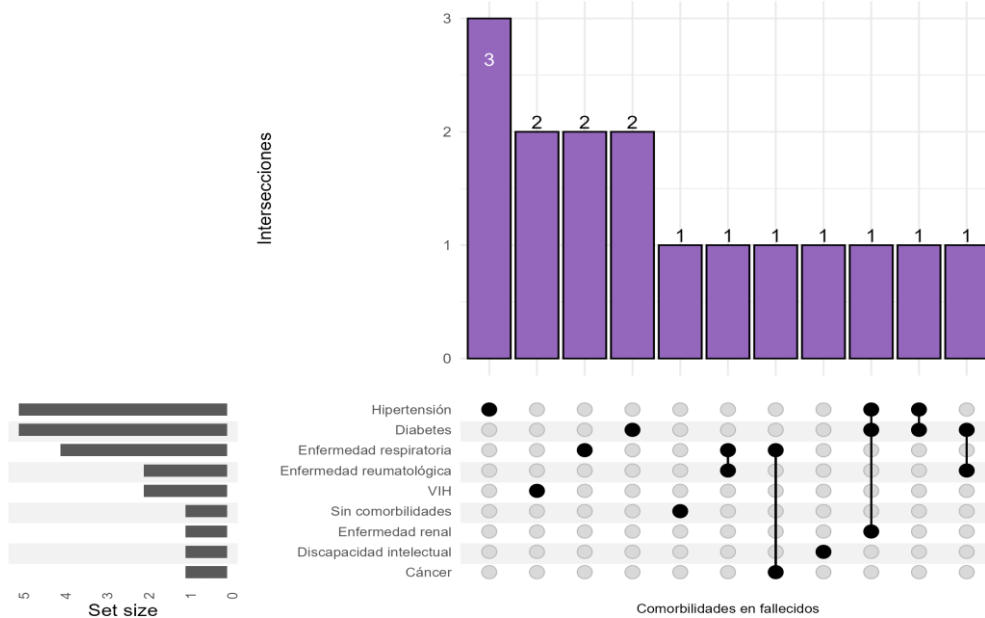 3
3
2
2
2
2
1
1
1
1
1
1
1
1
0
Intersecciones
Hipertensión
Diabetes
Enfermedad respiratoria
Enfermedad reumatológica
VIH
Sin comorbilidades
Enfermedad renal
Discapacidad intelectual
Cáncer
5 4 3 2 1 0
Set size
Comorbilidades en fallecidos